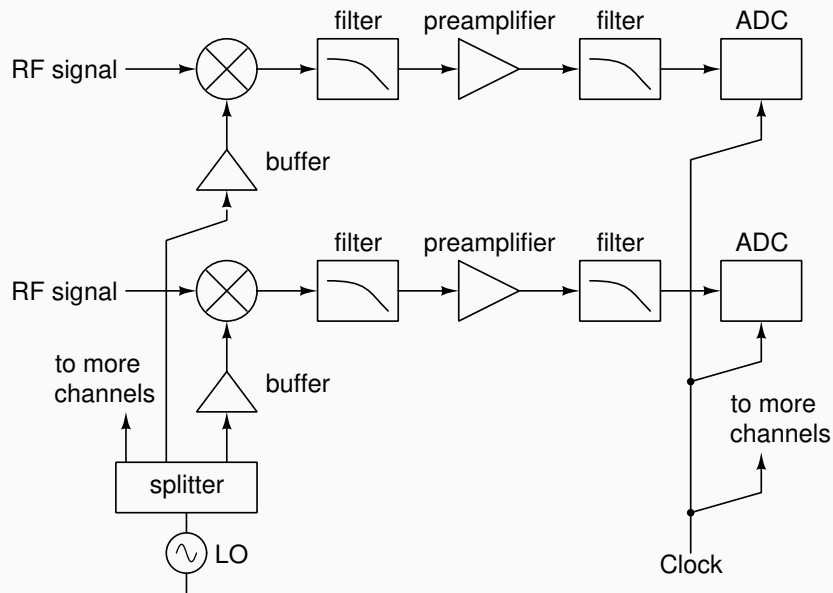 filter preamplifier filter ADC
RF signal
buffer
filter preamplifier filter ADC
RF signal
to more
channels
buffer
to more
channels
splitter
LO
Clock